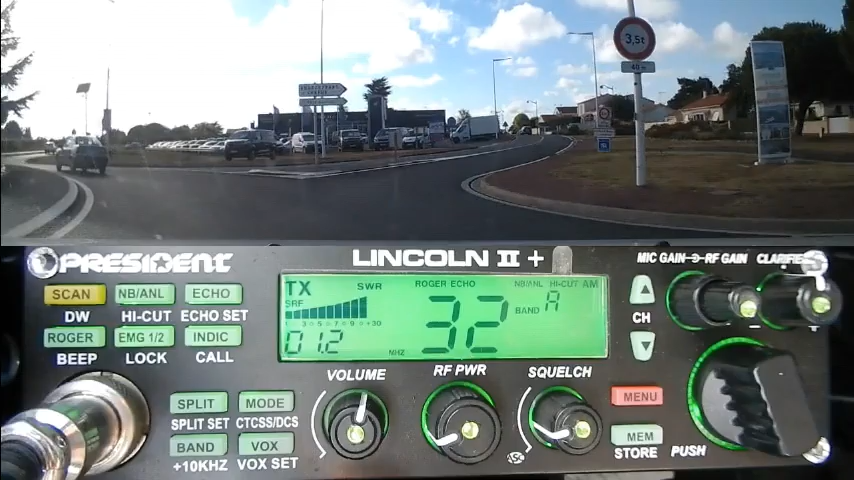 3,5t
40 m
PRESIDENT
LINCOLN II +
MIC GAIN RF GAIN CLARIFIER
SCAN NB/ANL ECHO
DW HI-CUT ECHO SET
ROGER EMG 1/2 INDIC
BEEP LOCK CALL
TX SWR ROGER ECHO NB/ANL HI-CUT AM
SRF
1 3 5 7 9 +30
01.2 MHZ 32 BAND A
CH
VOLUME RF PWR SQUELCH
MENU
SPLIT MODE
SPLIT SET CTCSS/DCS
BAND VOX
+10KHZ VOX SET
ASC
MEM
STORE PUSH
- +